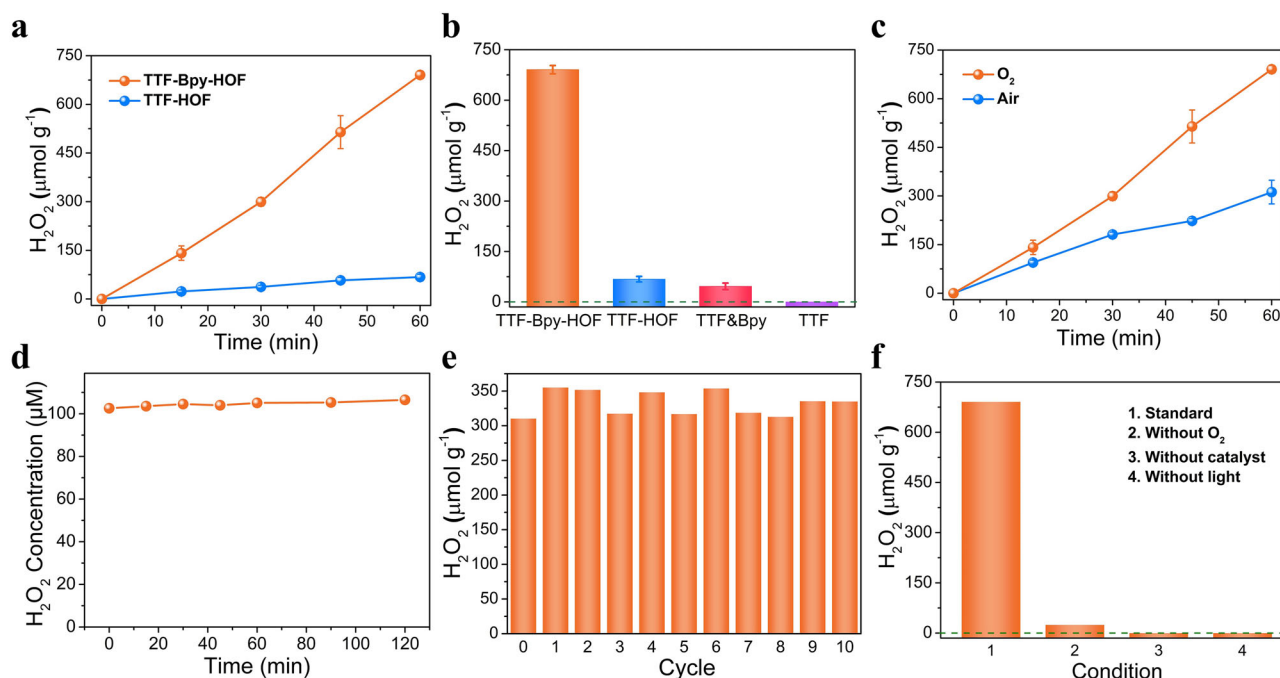 a
H₂O₂ (μmol g⁻¹)
750
600
450
300
150
0
TTF-Bpy-HOF
TTF-HOF
0 10 20 30 40 50 60
Time (min)
b
H₂O₂ (μmol g⁻¹)
750
600
450
300
150
0
TTF-Bpy-HOF TTF-HOF TTF&Bpy TTF
c
H₂O₂ (μmol g⁻¹)
750
600
450
300
150
0
O₂
Air
0 10 20 30 40 50 60
Time (min)
d
H₂O₂ Concentration (μM)
100
80
60
40
20
0
0 20 40 60 80 100 120
Time (min)
e
H₂O₂ (μmol g⁻¹)
350
300
250
200
150
100
50
0
0 1 2 3 4 5 6 7 8 9 10
Cycle
f
H₂O₂ (μmol g⁻¹)
750
600
450
300
150
0
1. Standard
2. Without O₂
3. Without catalyst
4. Without light
1 2 3 4
Condition